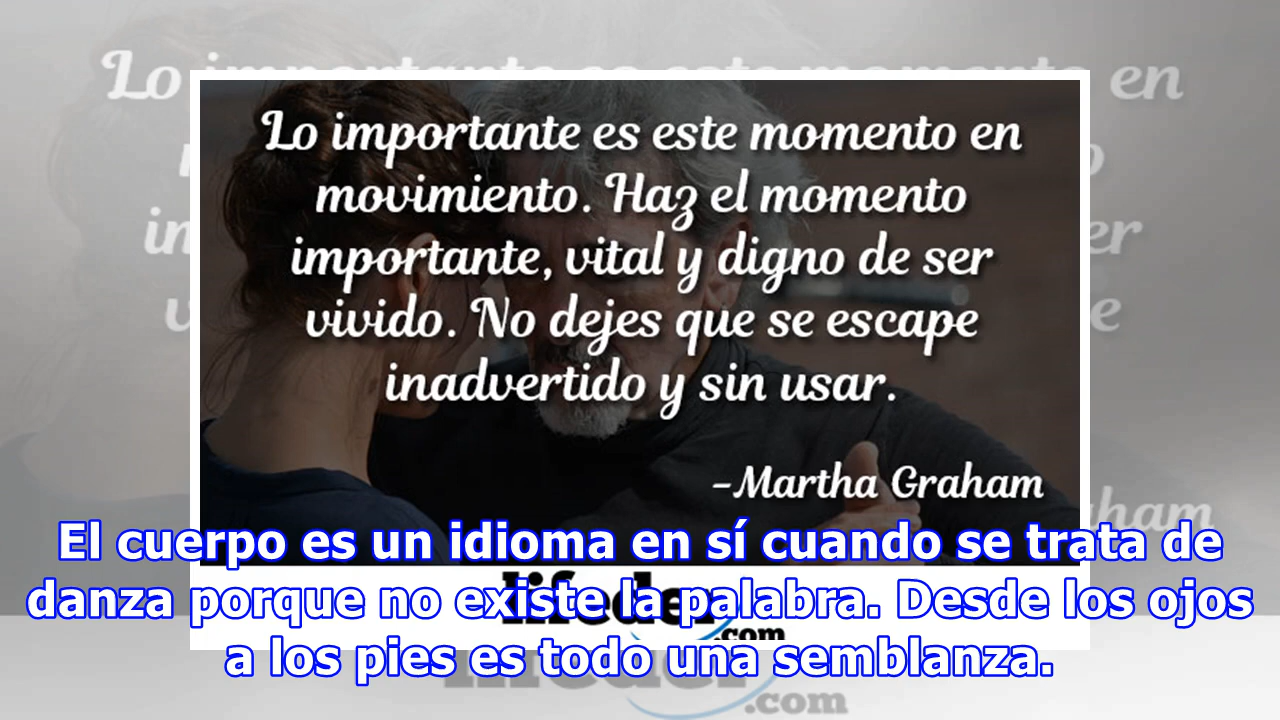 Lo importante es este momento en
movimiento. Haz el momento
importante, vital y digno de ser
vivido. No dejes que se escape
inadvertido y sin usar.
-Martha Graham
El cuerpo es un idioma en sí cuando se trata de
danza porque no existe la palabra. Desde los ojos
a los pies es todo una semblanza.
lifeder
.com